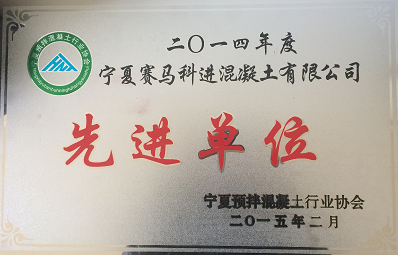 二〇一四年度
宁夏赛马科进混凝土有限公司
先进单位
宁夏预拌混凝土行业协会
二〇一五年二月